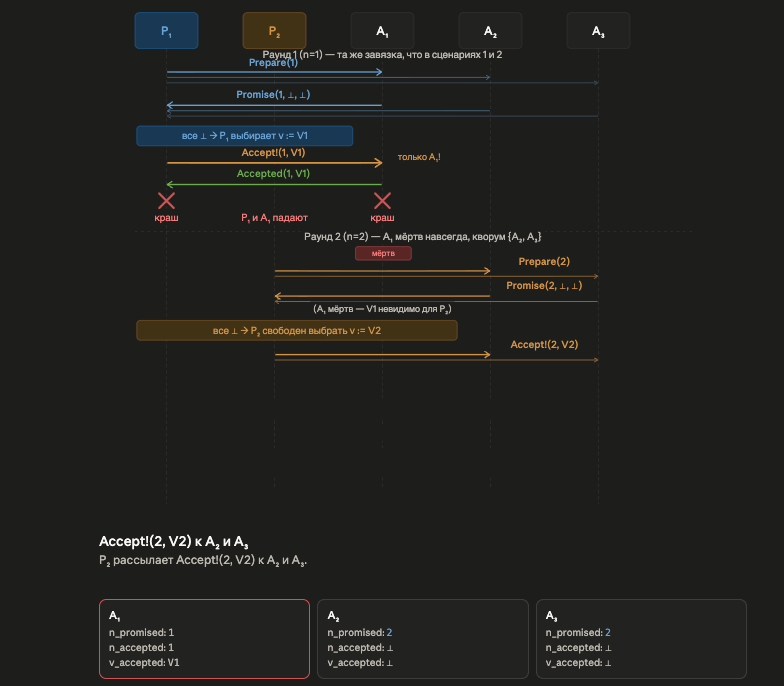 P₁ P₂ A₁ A₂ A₃
Раунд 1 (n=1) — та же завязка, что в сценариях 1 и 2
Prepare(1)
Promise(1, ⊥, ⊥)
все ⊥ → P₁ выбирает v := V1
Accept!(1, V1)
только A₁!
Accepted(1, V1)
краш P₁ и A₁ падают краш
Раунд 2 (n=2) — A₁ мёртв навсегда, кворум {A₂, A₃}
мёртв
Prepare(2)
Promise(2, ⊥, ⊥)
(A₁ мёртв — V1 невидимо для P₂)
все ⊥ → P₂ свободен выбрать v := V2
Accept!(2, V2)
Accept!(2, V2) к A₂ и A₃
P₂ рассылает Accept!(2, V2) к A₂ и A₃.
A₁
n_promised: 1
n_accepted: 1
v_accepted: V1
A₂
n_promised: 2
n_accepted: ⊥
v_accepted: ⊥
A₃
n_promised: 2
n_accepted: ⊥
v_accepted: ⊥